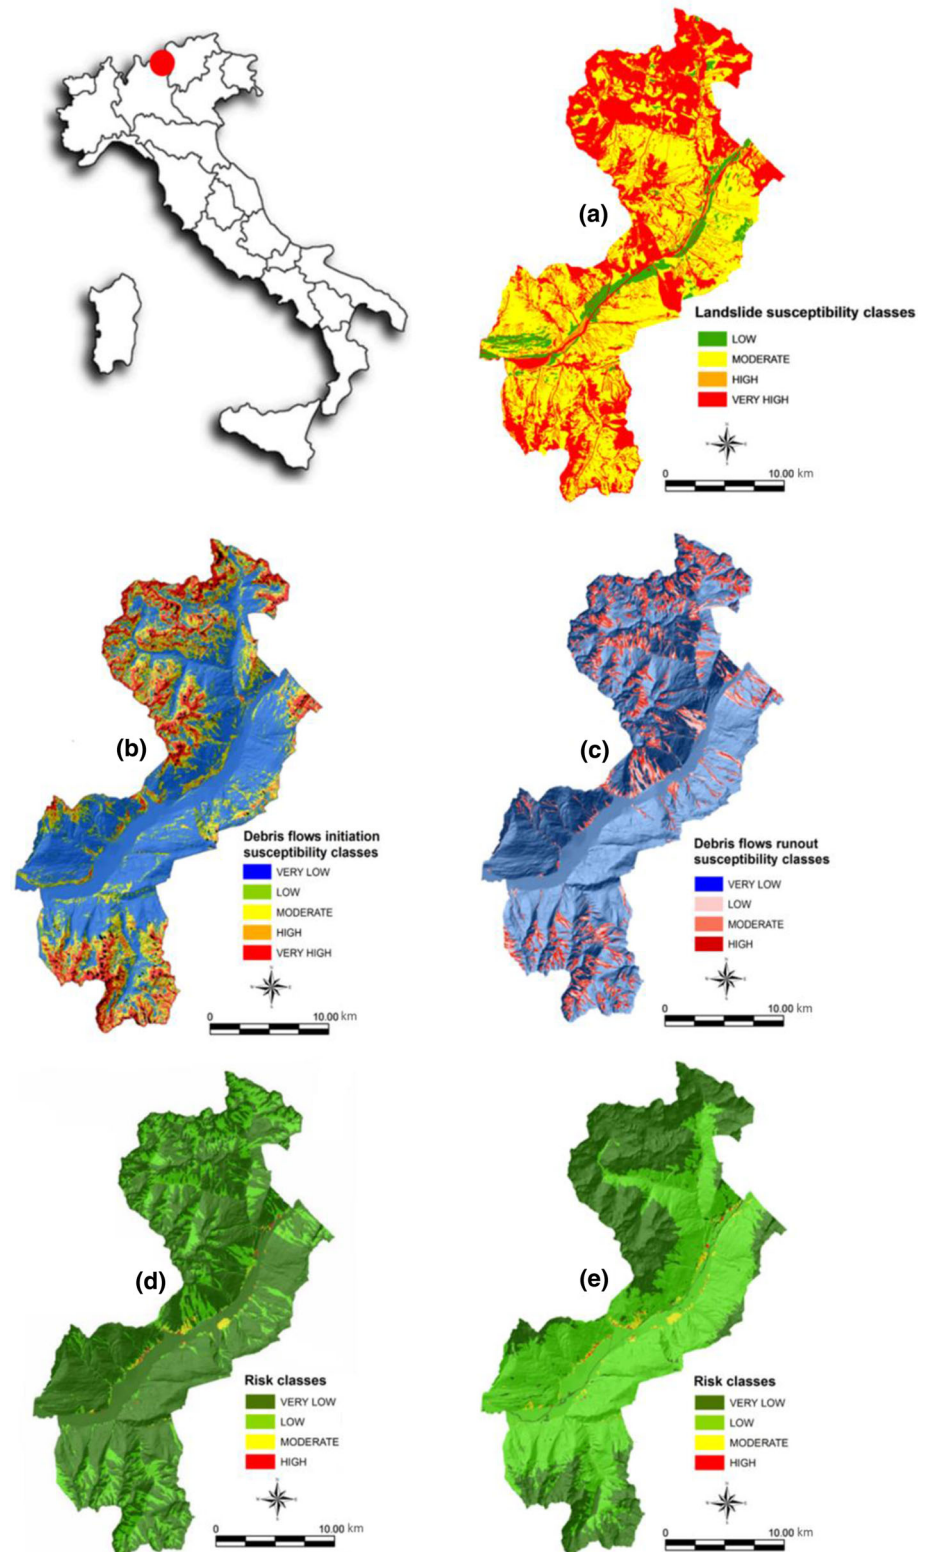 (a)
Landslide susceptibility classes
LOW
MODERATE
HIGH
VERY HIGH
0 10.00 km
(b)
Debris flows initiation
susceptibility classes
VERY LOW
LOW
MODERATE
HIGH
VERY HIGH
0 10.00 km
(c)
Debris flows runout
susceptibility classes
VERY LOW
LOW
MODERATE
HIGH
0 10.00 km
(d)
Risk classes
VERY LOW
LOW
MODERATE
HIGH
0 10.00 km
(e)
Risk classes
VERY LOW
LOW
MODERATE
HIGH
0 10.00 km